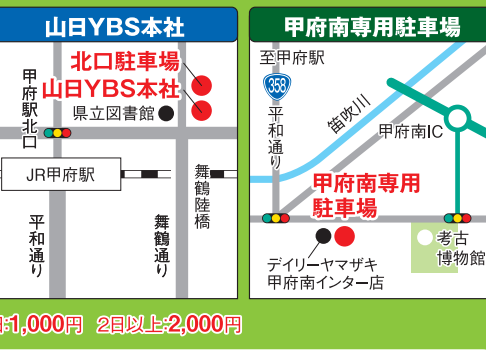 山日YBS本社
北口駐車場
山日YBS本社
県立図書館
甲府駅北口
JR甲府駅
平和通り
舞鶴通り
舞鶴陸橋
甲府南専用駐車場
至甲府駅
358
平和通り
笛吹川
甲府南IC
甲府南専用
駐車場
デイリーヤマザキ
甲府南インター店
考古
博物館
:1,000円 2日以上:2,000円